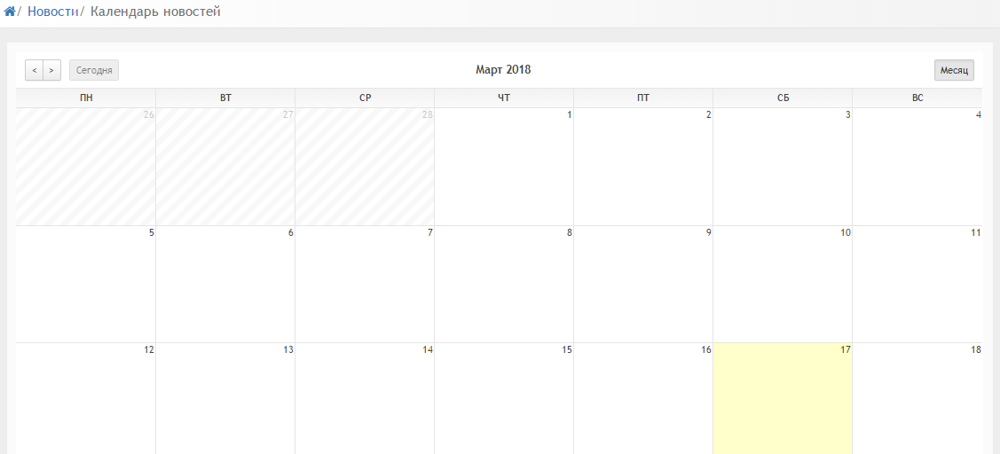 / Новости/ Календарь новостей
< > Сегодня Март 2018 Месяц
ПН ВТ СР ЧТ ПТ СБ ВС
26 27 28 1 2 3 4
5 6 7 8 9 10 11
12 13 14 15 16 17 18